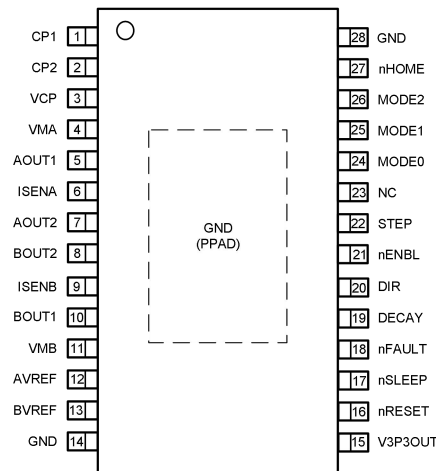 CP1 1 28 GND
CP2 2 27 nHOME
VCP 3 26 MODE2
VMA 4 25 MODE1
AOUT1 5 24 MODE0
ISENA 6 23 NC
AOUT2 7 22 STEP
BOUT2 8 21 nENBL
ISENB 9 20 DIR
BOUT1 10 19 DECAY
VMB 11 18 nFAULT
AVREF 12 17 nSLEEP
BVREF 13 16 nRESET
GND 14 15 V3P3OUT
GND
(PPAD)